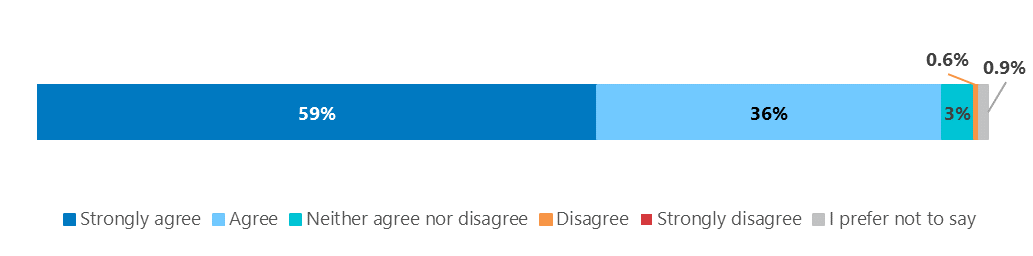 0.6%
0.9%
59%
36%
3%
Strongly agree
Agree
Neither agree nor disagree
Disagree
Strongly disagree
I prefer not to say